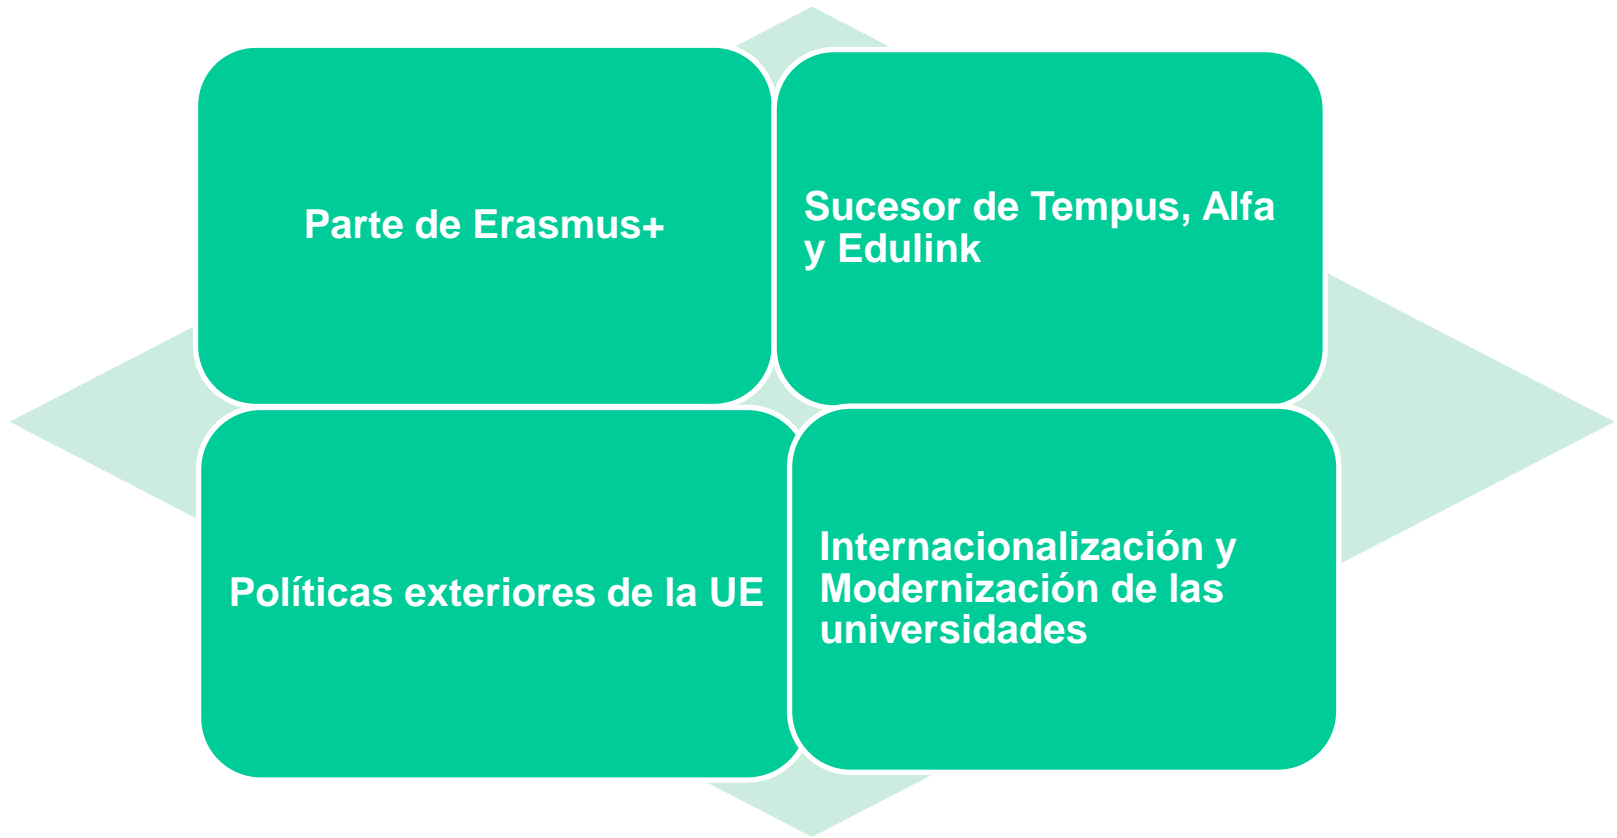 Parte de Erasmus+
Sucesor de Tempus, Alfa
y Edulink
Políticas exteriores de la UE
Internacionalización y
Modernización de las
universidades